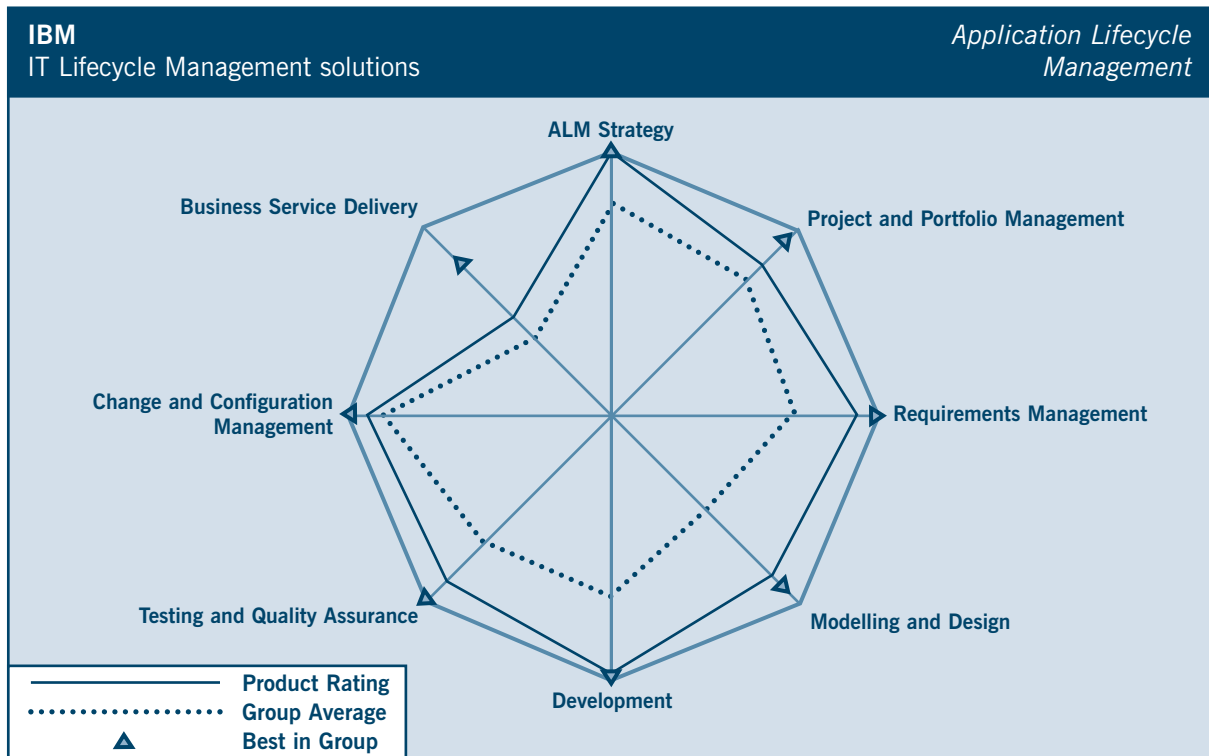 IBM
IT Lifecycle Management solutions
Application Lifecycle
Management
ALM Strategy
Business Service Delivery
Project and Portfolio Management
Change and Configuration
Management
Requirements Management
Testing and Quality Assurance
Modelling and Design
Development
Product Rating
Group Average
Best in Group